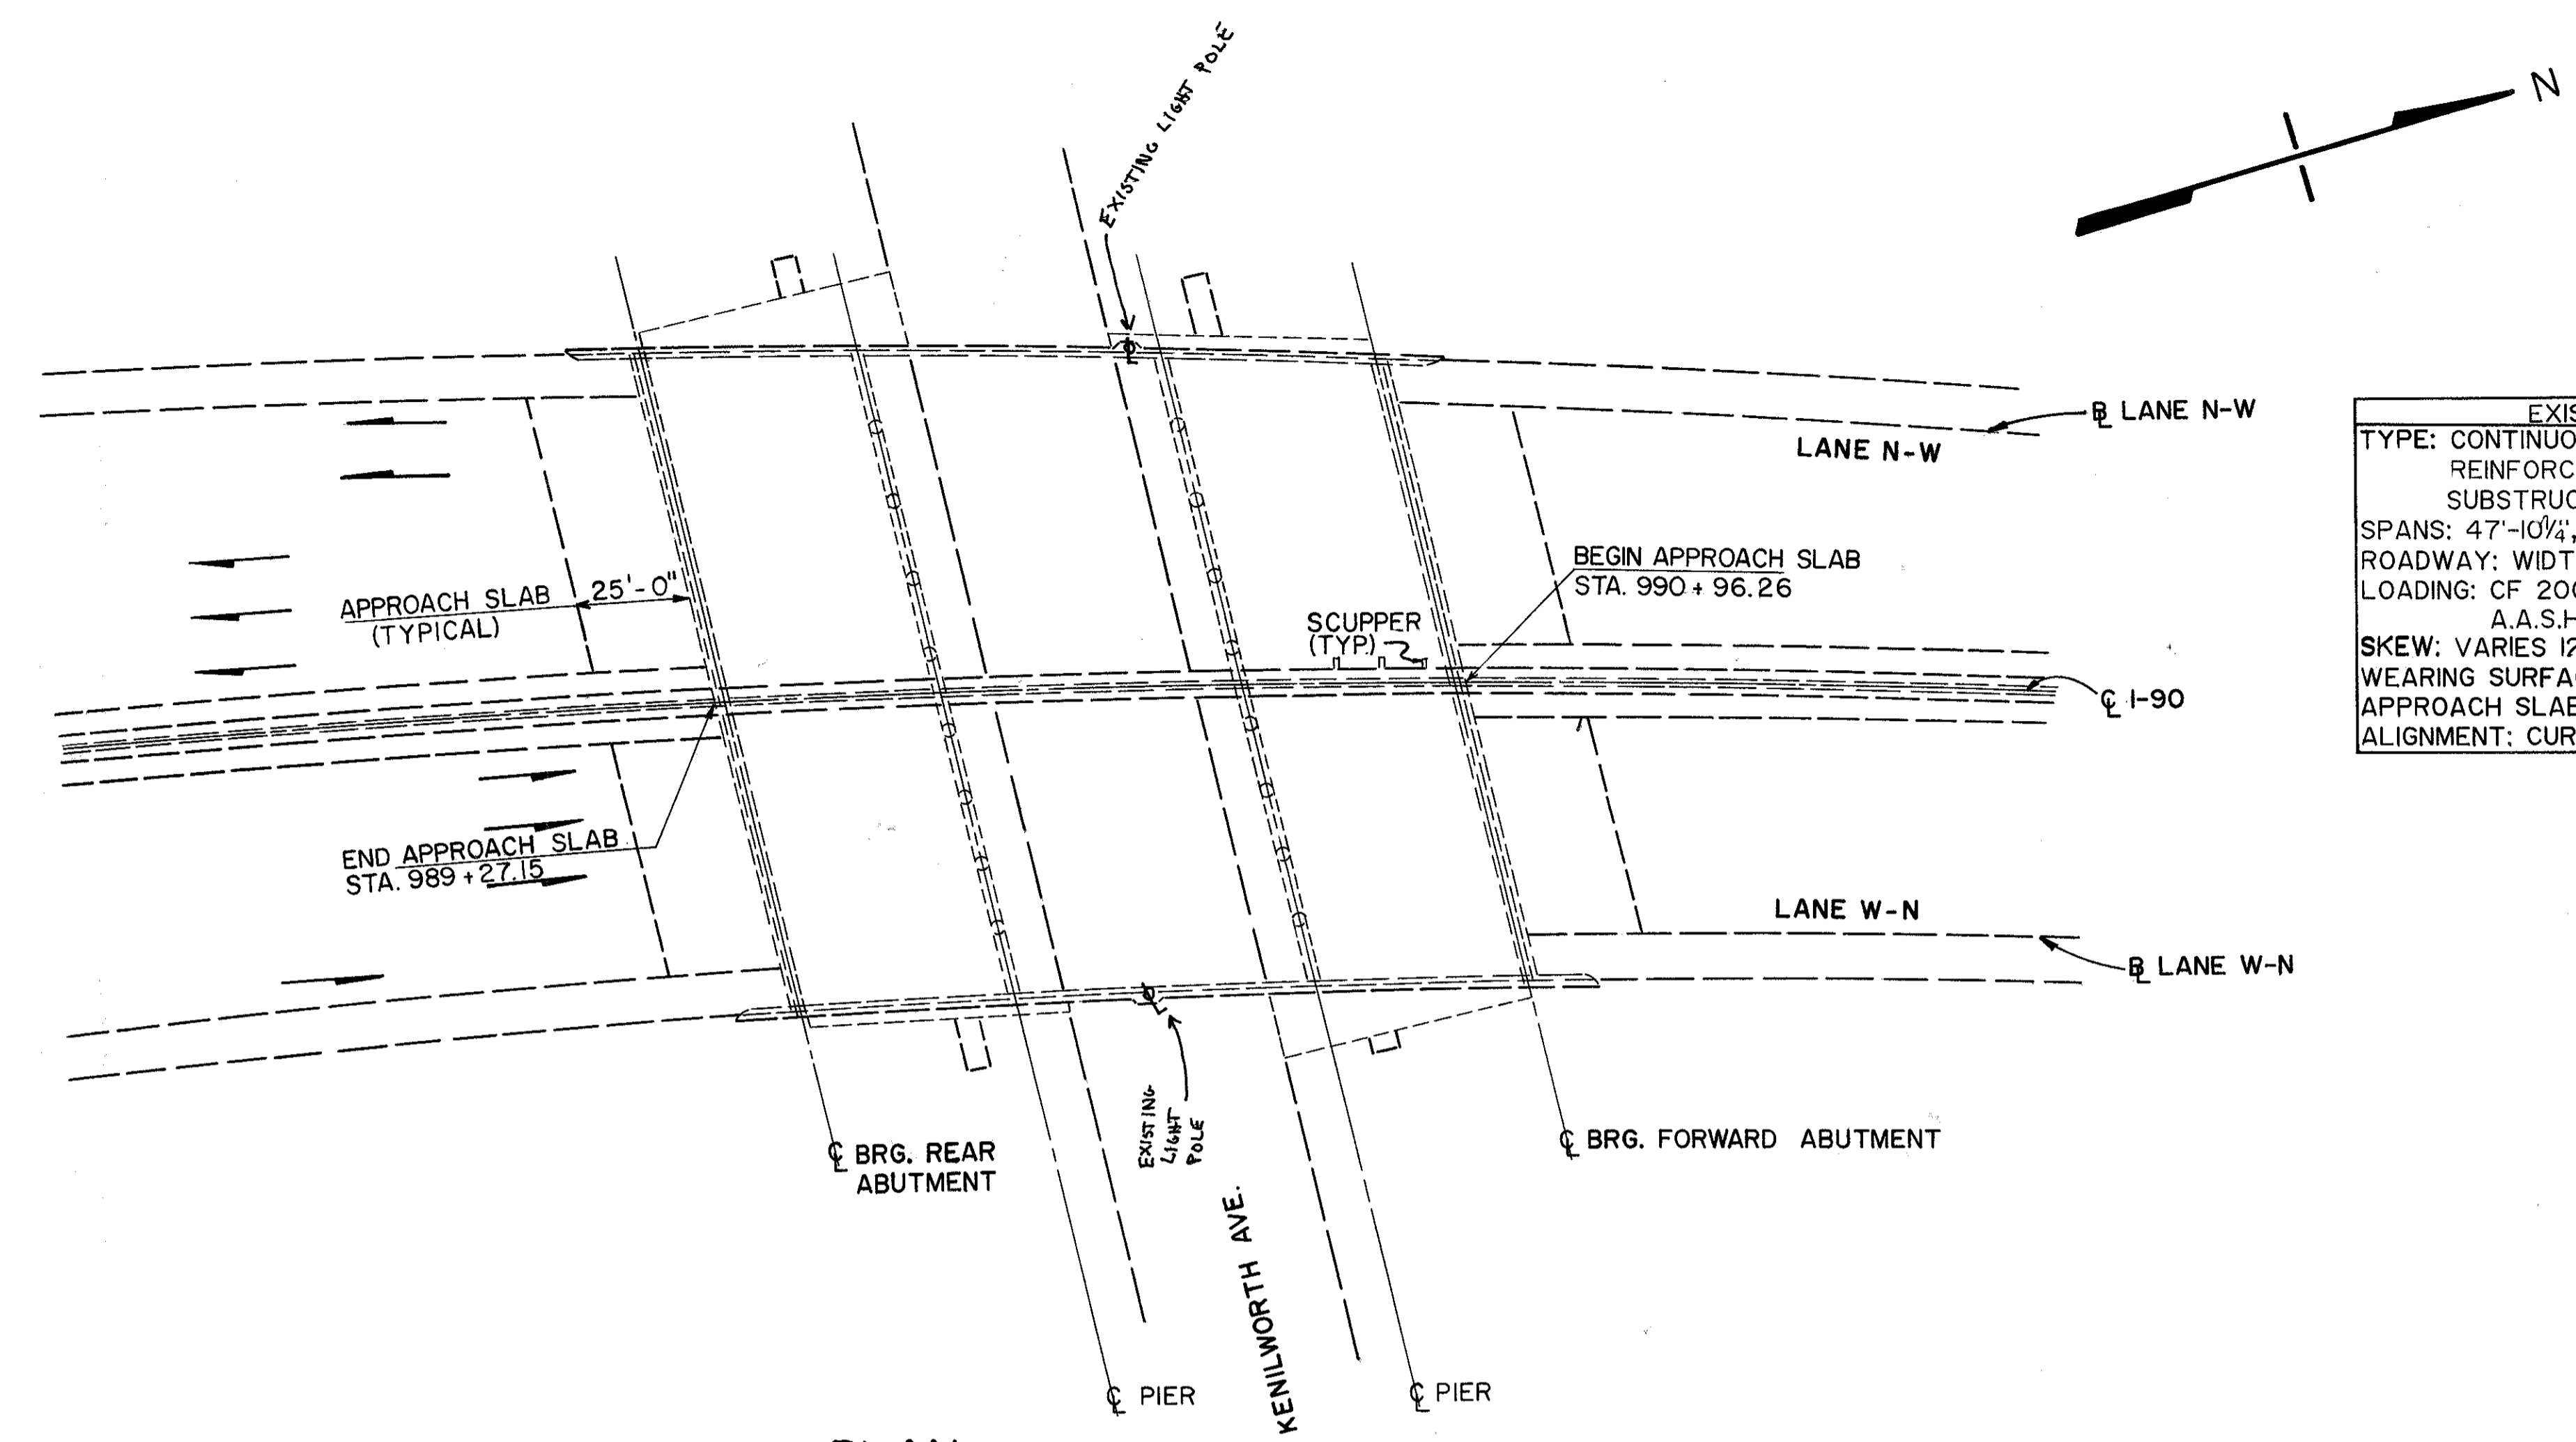 EXISTING LIGHT POLE
N
℄ LANE N-W
LANE N-W
TYPE: CONTINUO
REINFORC
SUBSTRUC
SPANS: 47'-10¼",
ROADWAY: WIDT
LOADING: CF 200
A.A.S.H
SKEW: VARIES 12
WEARING SURFA
APPROACH SLAB
ALIGNMENT: CUR
BEGIN APPROACH SLAB
STA. 990 + 96.26
APPROACH SLAB
(TYPICAL)
25'-0"
SCUPPER
(TYP.)
℄ I-90
END APPROACH SLAB
STA. 989 + 27.15
LANE W-N
℄ LANE W-N
EXISTING
LIGHT
POLE
℄ BRG. REAR
ABUTMENT
℄ BRG. FORWARD ABUTMENT
KENILWORTH AVE.
℄ PIER
℄ PIER